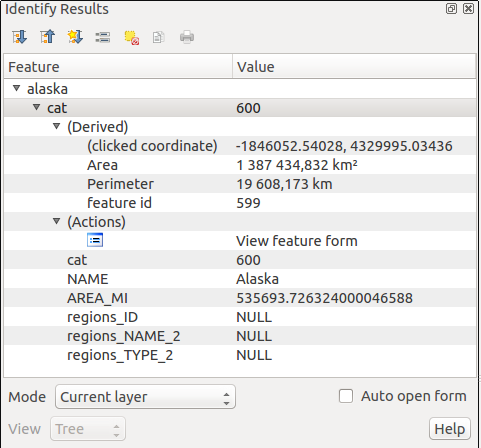 Identify Results
Feature Value
alaska
cat 600
(Derived)
(clicked coordinate) -1846052.54028, 4329995.03436
Area 1 387 434,832 km²
Perimeter 19 608,173 km
feature id 599
(Actions)
View feature form
cat 600
NAME Alaska
AREA_MI 535693.726324000046588
regions_ID NULL
regions_NAME_2 NULL
regions_TYPE_2 NULL
Mode Current layer Auto open form
View Tree Help